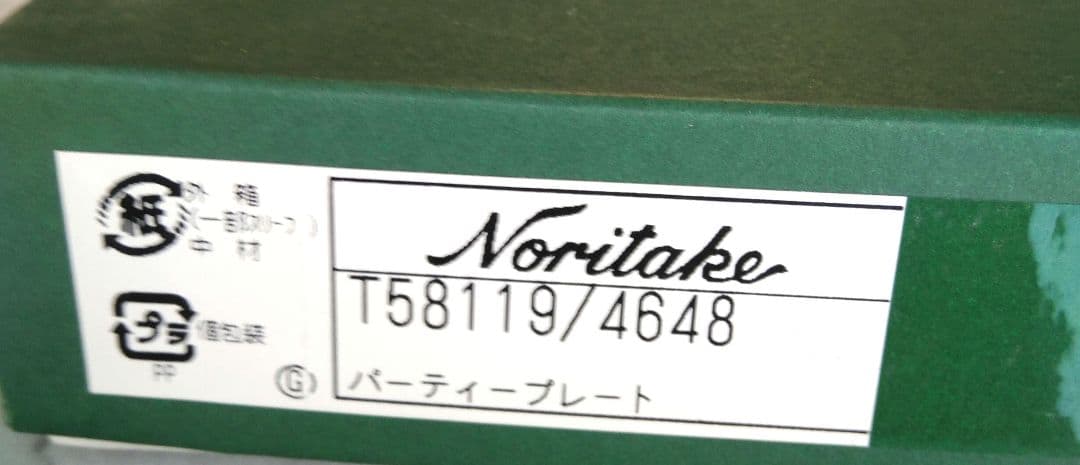 紙
外箱
(一部スリーブ)
中材
プラ
個包装
PP
G
Noritake
T58119/4648
パーティープレート